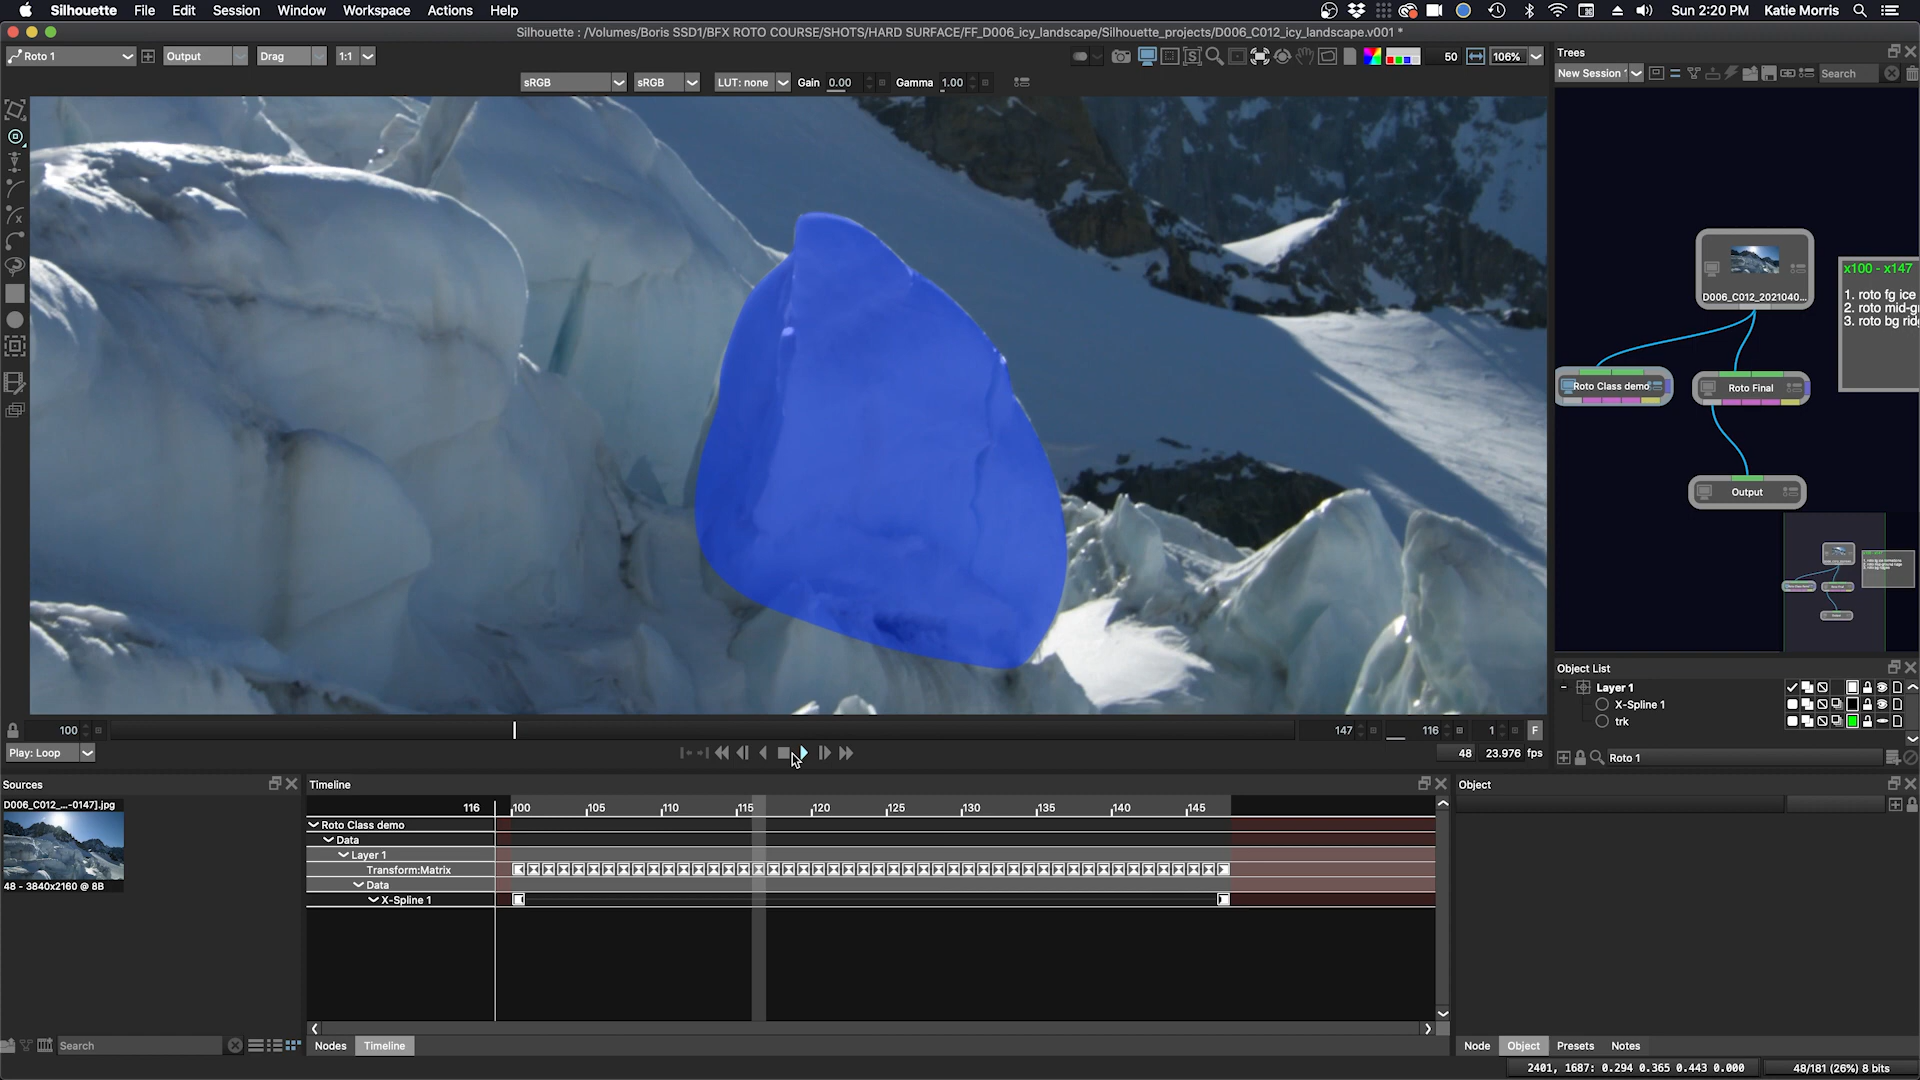 Silhouette File Edit Session Window Workspace Actions Help
Sun 2:20 PM Katie Morris
Silhouette : /Volumes/Boris SSD1/BFX ROTO COURSE/SHOTS/HARD SURFACE/FF_D006_icy_landscape/Silhouette_projects/D006_C012_icy_landscape.v001 *
Roto 1 Output Drag 1:1
50 106%
sRGB sRGB LUT: none Gain 0.00 Gamma 1.00
Trees
New Session Search
D006_C012_2021040...
x100 - x147
1. roto fg ice
2. roto mid-g
3. roto bg rid
Roto Class demo
Roto Final
Output
Object List
Layer 1
X-Spline 1
trk
Roto 1
100 147 116 1 F
Play: Loop
48 23.976 fps
Sources
D006_C012_...-0147].jpg
48 - 3840x2160 @ 8B
Search
Timeline
116 100 105 110 115 120 125 130 135 140 145
Roto Class demo
Data
Layer 1
Transform:Matrix
Data
X-Spline 1
Nodes Timeline
Object
Node Object Presets Notes
2401, 1687: 0.294 0.365 0.443 0.000
48/181 (26%) 8 bits